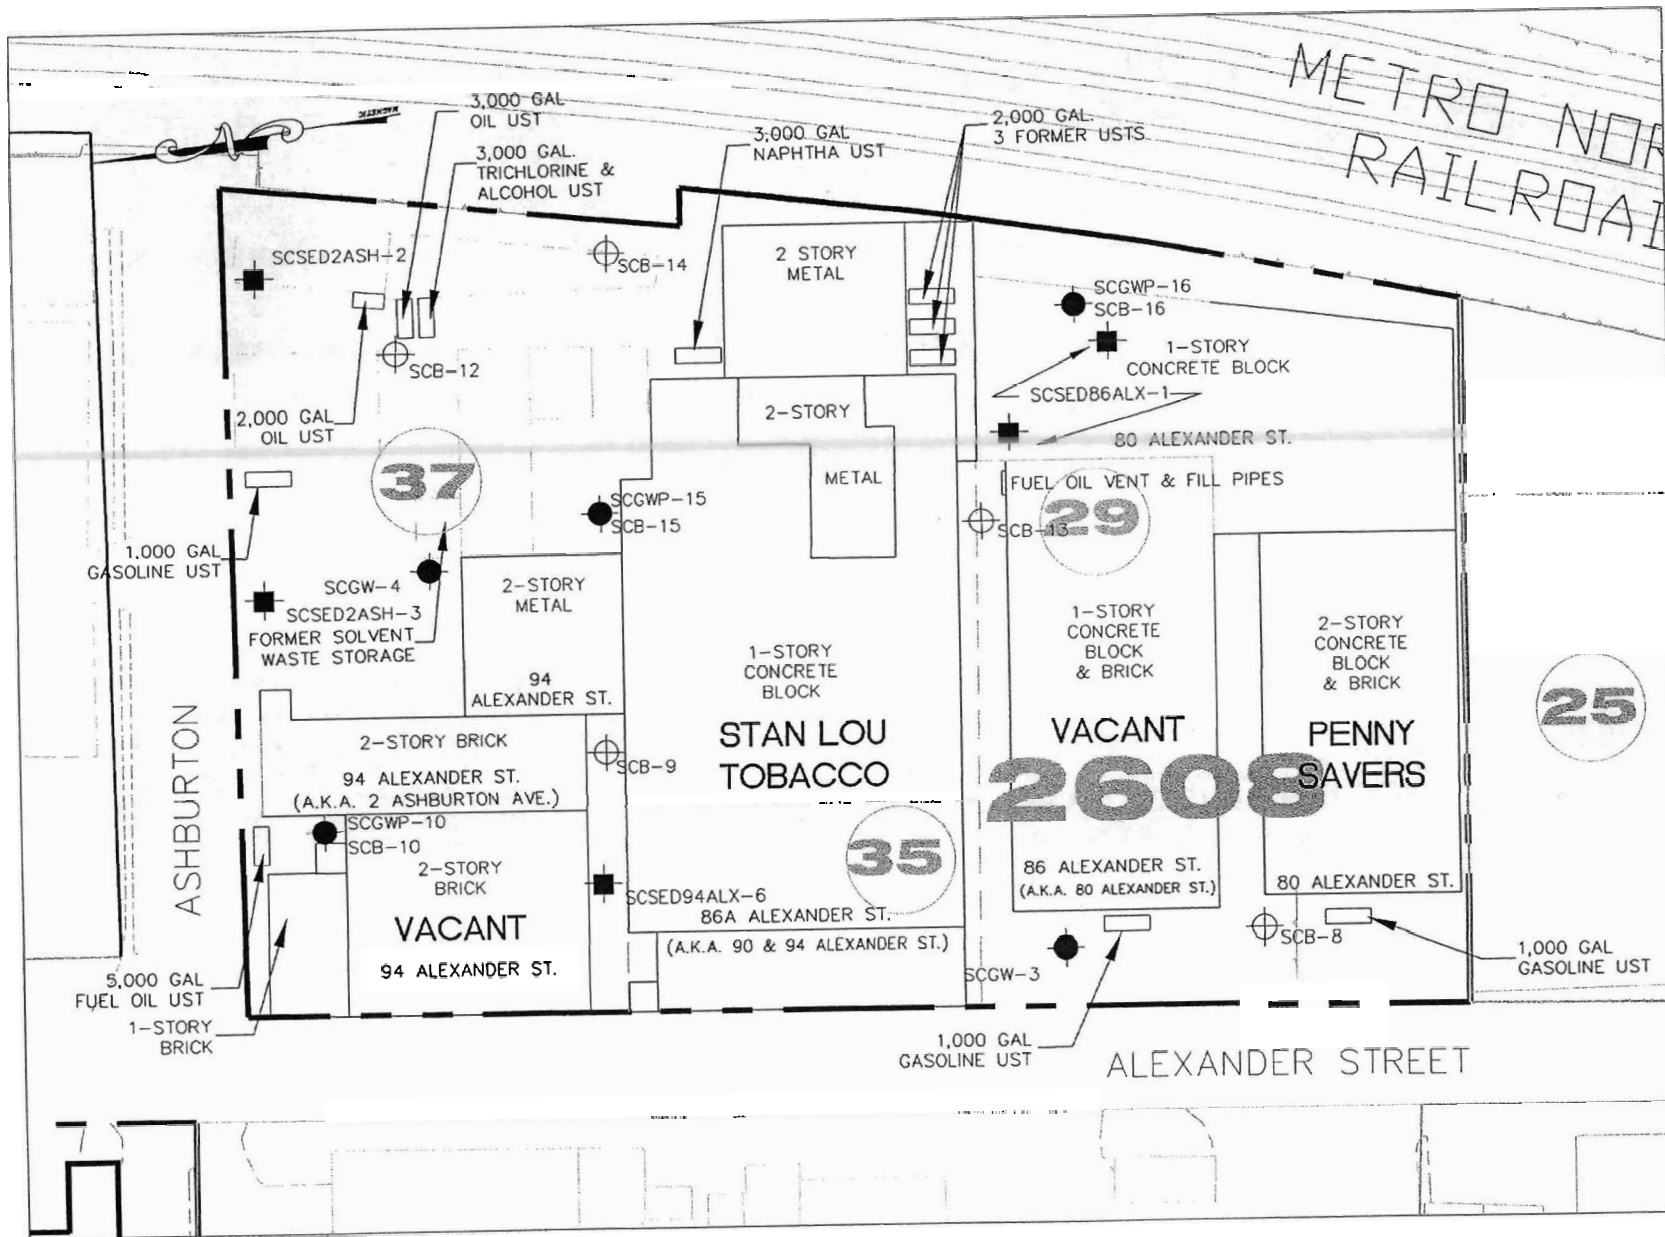 METRO NOR
RAILROAD
MAGNETIC
3,000 GAL
OIL UST
3,000 GAL.
TRICHLORINE &
ALCOHOL UST
3,000 GAL
NAPHTHA UST
2,000 GAL.
3 FORMER USTS
SCSED2ASH-2
SCB-14
2 STORY
METAL
SCGWP-16
SCB-16
1-STORY
CONCRETE BLOCK
SCB-12
SCSED86ALX-1
2,000 GAL
OIL UST
2-STORY
METAL
80 ALEXANDER ST.
37
FUEL OIL VENT & FILL PIPES
SCGWP-15
SCB-15
29
SCB-13
1.000 GAL
GASOLINE UST
SCGW-4
SCSED2ASH-3
FORMER SOLVENT
WASTE STORAGE
2-STORY
METAL
94
ALEXANDER ST.
1-STORY
CONCRETE
BLOCK
STAN LOU
TOBACCO
1-STORY
CONCRETE
BLOCK
& BRICK
VACANT
2-STORY
CONCRETE
BLOCK
& BRICK
PENNY
SAVERS
25
2608
ASHBURTON
2-STORY BRICK
94 ALEXANDER ST.
(A.K.A. 2 ASHBURTON AVE.)
SCB-9
SCGWP-10
SCB-10
2-STORY
BRICK
VACANT
94 ALEXANDER ST.
35
SCSED94ALX-6
86A ALEXANDER ST.
(A.K.A. 90 & 94 ALEXANDER ST.)
86 ALEXANDER ST.
(A.K.A. 80 ALEXANDER ST.)
80 ALEXANDER ST.
SCB-8
SCGW-3
1,000 GAL
GASOLINE UST
5,000 GAL
FUEL OIL UST
1-STORY
BRICK
1,000 GAL
GASOLINE UST
ALEXANDER STREET